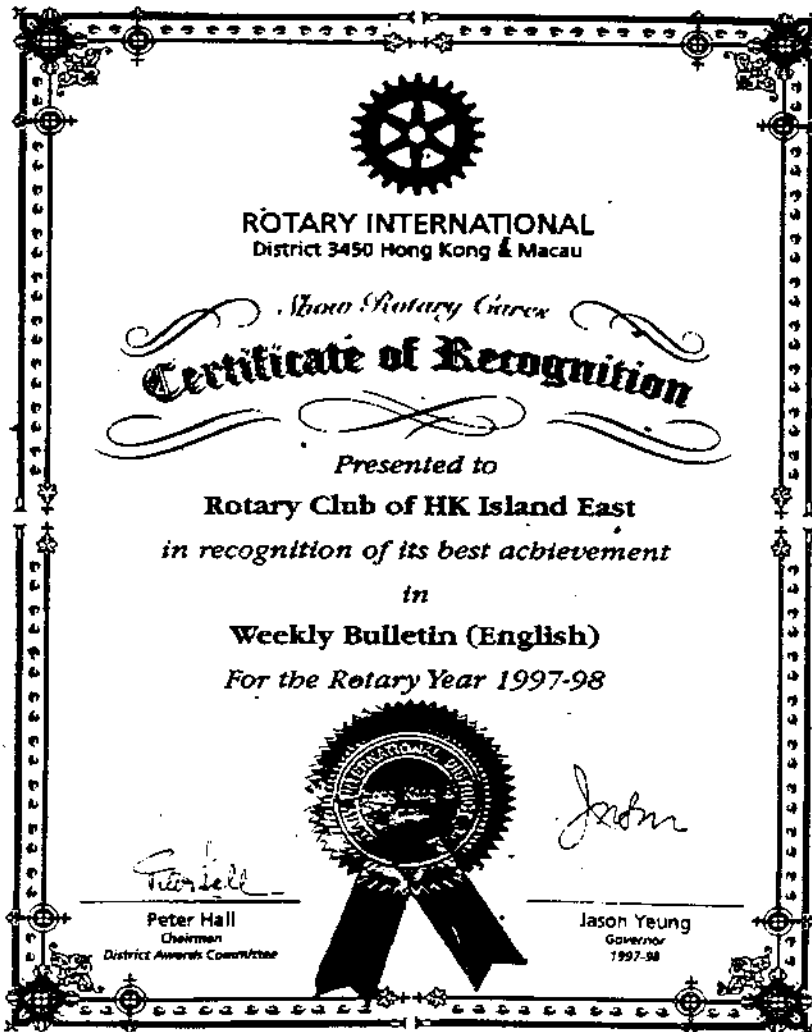 ROTARY INTERNATIONAL
District 3450 Hong Kong & Macau
Show Rotary Cares
Certificate of Recognition
Presented to
Rotary Club of HK Island East
in recognition of its best achievement
in
Weekly Bulletin (English)
For the Rotary Year 1997-98
Peter Hall
Chairman
District Awards Committee
Jason Yeung
Governor
1997-98